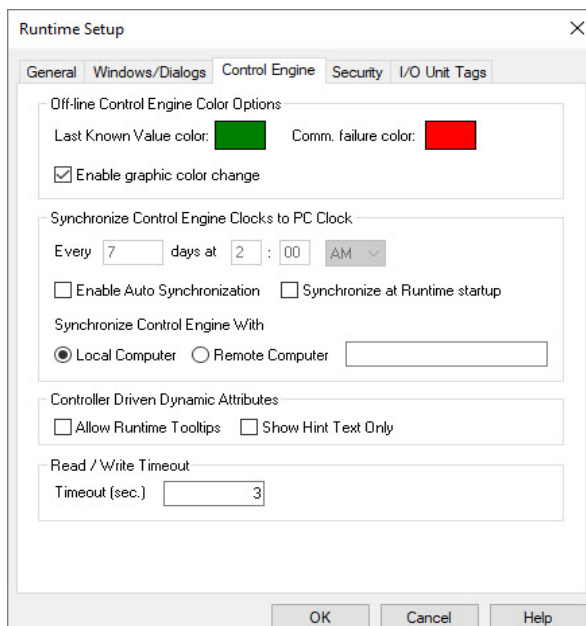 Runtime Setup
General Windows/Dialogs Control Engine Security I/O Unit Tags
Off-line Control Engine Color Options
Last Known Value color: Comm. failure color:
Enable graphic color change
Synchronize Control Engine Clocks to PC Clock
Every 7 days at 2 : 00 AM
Enable Auto Synchronization Synchronize at Runtime startup
Synchronize Control Engine With
Local Computer Remote Computer
Controller Driven Dynamic Attributes
Allow Runtime Tooltips Show Hint Text Only
Read / Write Timeout
Timeout (sec.) 3
OK Cancel Help